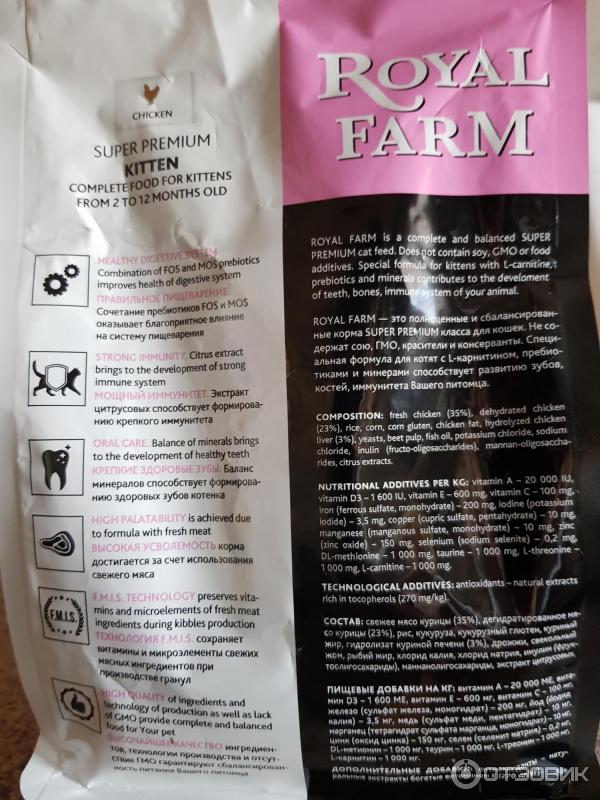 CHICKEN
SUPER PREMIUM
KITTEN
COMPLETE FOOD FOR KITTENS
FROM 2 TO 12 MONTHS OLD
HEALTHY DIGESTIVE SYSTEM
Combination of FOS and MOS prebiotics
improves health of digestive system
ПРАВИЛЬНОЕ ПИЩЕВАРЕНИЕ
Сочетание пребиотиков FOS и MOS
оказывает благоприятное влияние
на систему пищеварения
STRONG IMMUNITY. Citrus extract
brings to the development of strong
immune system
МОЩНЫЙ ИММУНИТЕТ. Экстракт
цитрусовых способствует формирова-
нию крепкого иммунитета
ORAL CARE. Balance of minerals brings
to the development of healthy teeth
КРЕПКИЕ ЗДОРОВЫЕ ЗУБЫ. Баланс
минералов способствует формирова-
нию здоровых зубов котенка
HIGH PALATABILITY is achieved due
to formula with fresh meat
ВЫСОКАЯ УСВОЯЕМОСТЬ корма
достигается за счет использования
свежего мяса
F.M.I.S.
F.M.I.S. TECHNOLOGY preserves vita-
mins and microelements of fresh meat
ingredients during kibbles production
ТЕХНОЛОГИЯ F.M.I.S. сохраняет
витамины и микроэлементы свежих
мясных ингредиентов при
производстве гранул
HIGH QUALITY of ingredients and
technology of production as well as lack
of GMO provide complete and balanced
food for Your pet
ВЫСОЧАЙШЕЕ КАЧЕСТВО ингредиен-
тов, технологии производства и отсут-
ствие ГМО гарантируют сбалансирован-
ность питания Вашего питомца
ROYAL
FARM
ROYAL FARM is a complete and balanced SUPER
PREMIUM cat feed. Does not contain soy, GMO or food
additives. Special formula for kittens with L-carnitine,
prebiotics and minerals contributes to the develoment
of teeth, bones, immune system of your animal.
ROYAL FARM — это полноценные и сбалансирован-
ные корма SUPER PREMIUM класса для кошек. Не со-
держат сою, ГМО, красители и консерванты. Специ-
альная формула для котят с L-карнитином, пребио-
тиками и минерами способствует развитию зубов,
костей, иммунитета Вашего питомца.
COMPOSITION: fresh chicken (35%), dehydrated chicken
(23%), rice, corn, corn gluten, chicken fat, hydrolyzed chicken
liver (3%), yeasts, beet pulp, fish oil, potassium chloride, sodium
chloride, inulin (fructo-oligosaccharides), mannan-oligosaccha-
rides, citrus extracts.
NUTRITIONAL ADDITIVES PER KG: vitamin A – 20 000 IU,
vitamin D3 – 1 600 IU, vitamin E – 600 mg, vitamin C – 100 mg,
iron (ferrous sulfate, monohydrate) – 200 mg, iodine (potassium
iodide) – 3,5 mg, copper (cupric sulfate, pentahydrate) – 10 mg,
manganese (manganous sulfate, monohydrate) – 10 mg, zinc
(zinc oxide) – 150 mg, selenium (sodium selenite) – 0,2 mg,
DL-methionine – 1 000 mg, taurine – 1 000 mg, L-threonine –
1 000 mg, L-carnitine – 1 000 mg.
TECHNOLOGICAL ADDITIVES: antioxidants – natural extracts
rich in tocopherols (270 mg/kg).
СОСТАВ: свежее мясо курицы (35%), дегидратированное мя-
со курицы (23%), рис, кукуруза, кукурузный глютен, куриный
жир, гидролизат куриной печени (3%), дрожжи, свекольный
жом, рыбий жир, хлорид калия, хлорид натрия, инулин (фрук-
тоолигосахариды), маннанолигосахариды, экстракт цитрусовых.
ПИЩЕВЫЕ ДОБАВКИ НА КГ: витамин А – 20 000 МЕ, вита-
мин D3 – 1 600 МЕ, витамин Е – 600 мг, витамин С – 100 мг,
железо (сульфат железа, моногидрат) – 200 мг, йод (йодид
калия) – 3,5 мг, медь (сульфат меди, пентагидрат) – 10 мг,
марганец (тетрагидрат сульфата марганца, моногидрат) – 10 мг,
цинк (оксид цинка) – 150 мг, селен (селенит натрия) – 0,2 мг,
DL-метионин – 1 000 мг, таурин – 1 000 мг, L-треонин – 1 000 мг,
L-карнитин – 1 000 мг.
ДОПОЛНИТЕЛЬНЫЕ ДОБАВКИ: нату-
ральные экстракты
ОТЗОВИК